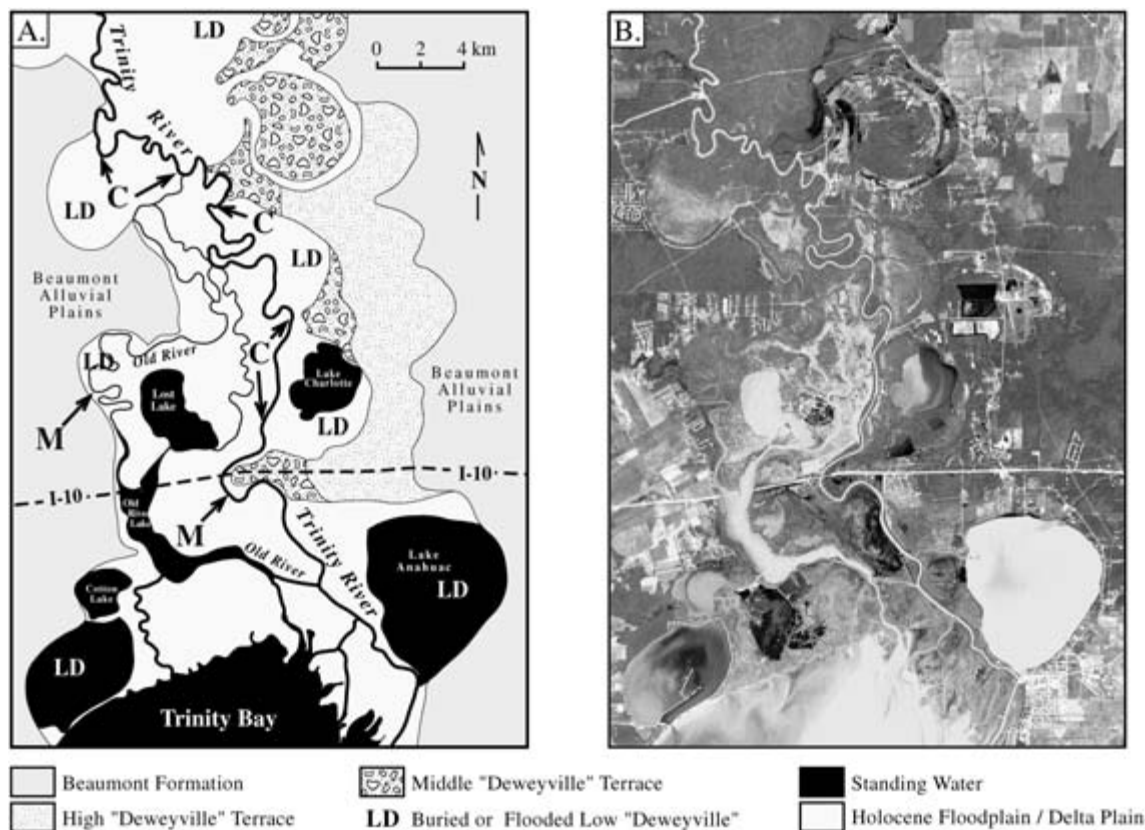 A.
Trinity
River
LD
0 2 4 km
N
C
C
C
LD
LD
Beaumont
Alluvial
Plains
LD
Old River
C
Lost
Lake
Lake
Charlotte
Beaumont
Alluvial
Plains
M
LD
I-10
I-10
Old
River
Lake
M
Trinity River
Old River
Lake
Anahuac
LD
Cotton
Lake
LD
Trinity Bay
B.
Beaumont Formation
High "Deweyville" Terrace
Middle "Deweyville" Terrace
LD Buried or Flooded Low "Deweyville"
Standing Water
Holocene Floodplain / Delta Plain